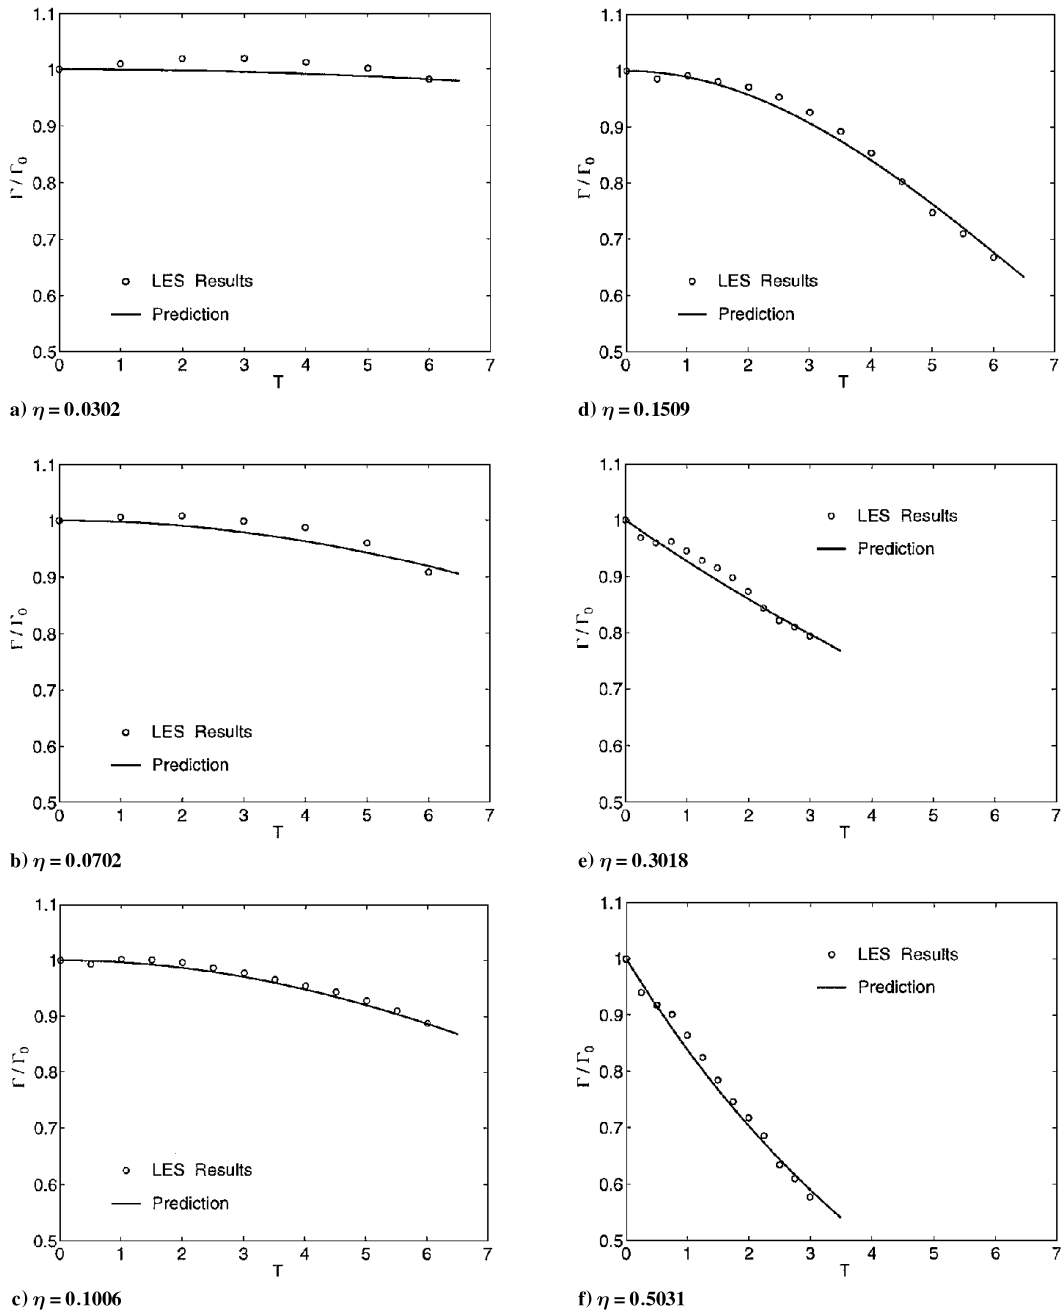 1.1
1
0.9
0.8
0.7
0.6
0.5
Γ / Γ0
LES Results
Prediction
0 1 2 3 4 5 6 7
T
a) η = 0.0302
1.1
1
0.9
0.8
0.7
0.6
0.5
Γ / Γ0
LES Results
Prediction
0 1 2 3 4 5 6 7
T
b) η = 0.0702
1.1
1
0.9
0.8
0.7
0.6
0.5
Γ / Γ0
LES Results
Prediction
0 1 2 3 4 5 6 7
T
c) η = 0.1006
1.1
1
0.9
0.8
0.7
0.6
0.5
Γ / Γ0
LES Results
Prediction
0 1 2 3 4 5 6 7
T
d) η = 0.1509
1.1
1
0.9
0.8
0.7
0.6
0.5
Γ / Γ0
LES Results
Prediction
0 1 2 3 4 5 6 7
T
e) η = 0.3018
1.1
1
0.9
0.8
0.7
0.6
0.5
Γ / Γ0
LES Results
Prediction
0 1 2 3 4 5 6 7
T
f) η = 0.5031